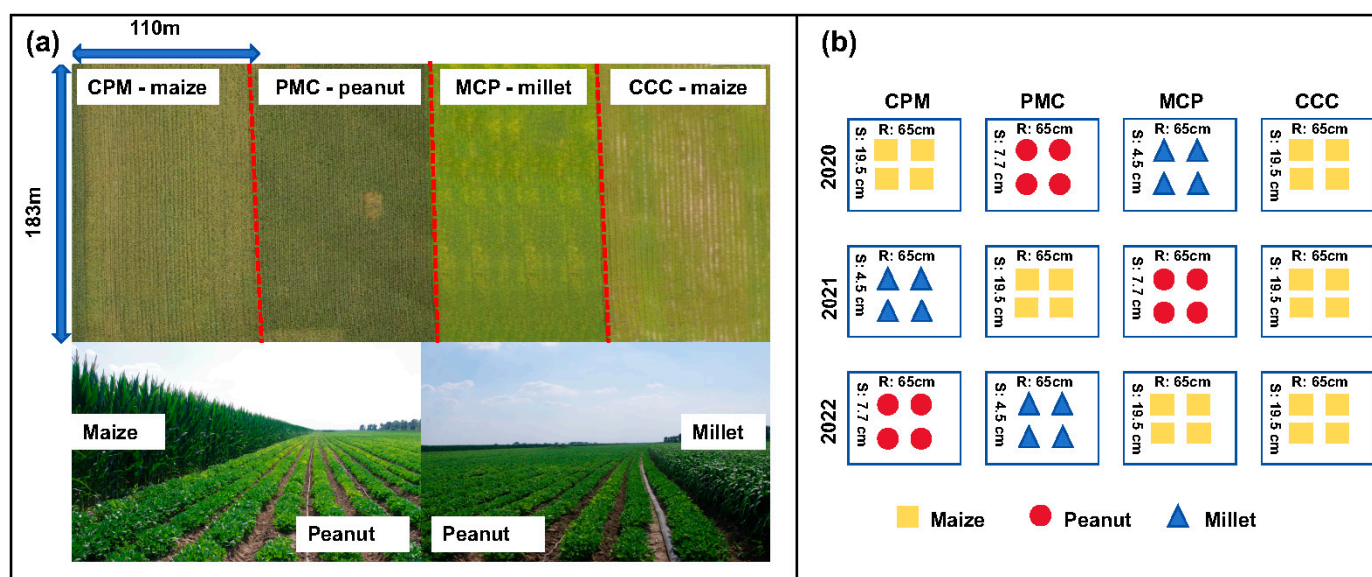 (a)
110m
183m
CPM - maize
PMC - peanut
MCP - millet
CCC - maize
Maize
Peanut
Peanut
Millet
(b)
CPM
PMC
MCP
CCC
2020
R: 65cm
S: 19.5 cm
R: 65cm
S: 7.7 cm
R: 65cm
S: 4.5 cm
R: 65cm
S: 19.5 cm
2021
R: 65cm
S: 4.5 cm
R: 65cm
S: 19.5 cm
R: 65cm
S: 7.7 cm
R: 65cm
S: 19.5 cm
2022
R: 65cm
S: 7.7 cm
R: 65cm
S: 4.5 cm
R: 65cm
S: 19.5 cm
R: 65cm
S: 19.5 cm
Maize
Peanut
Millet